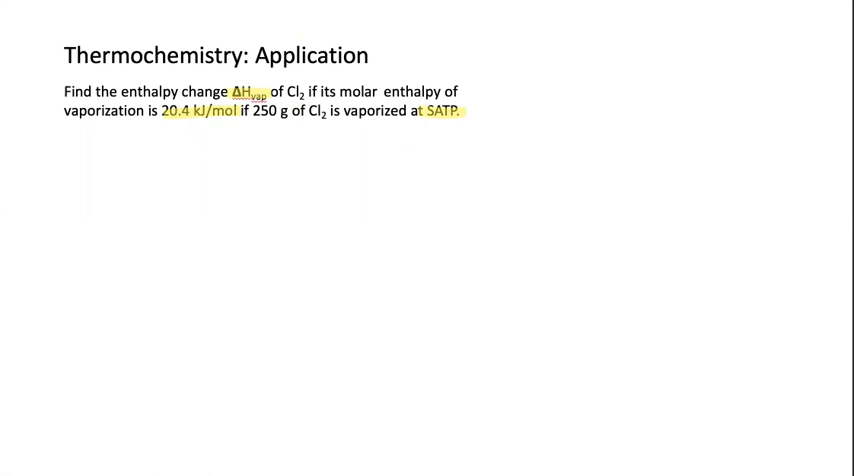 Thermochemistry: Application
Find the enthalpy change ΔHvap of Cl2 if its molar enthalpy of
vaporization is 20.4 kJ/mol if 250 g of Cl2 is vaporized at SATP.